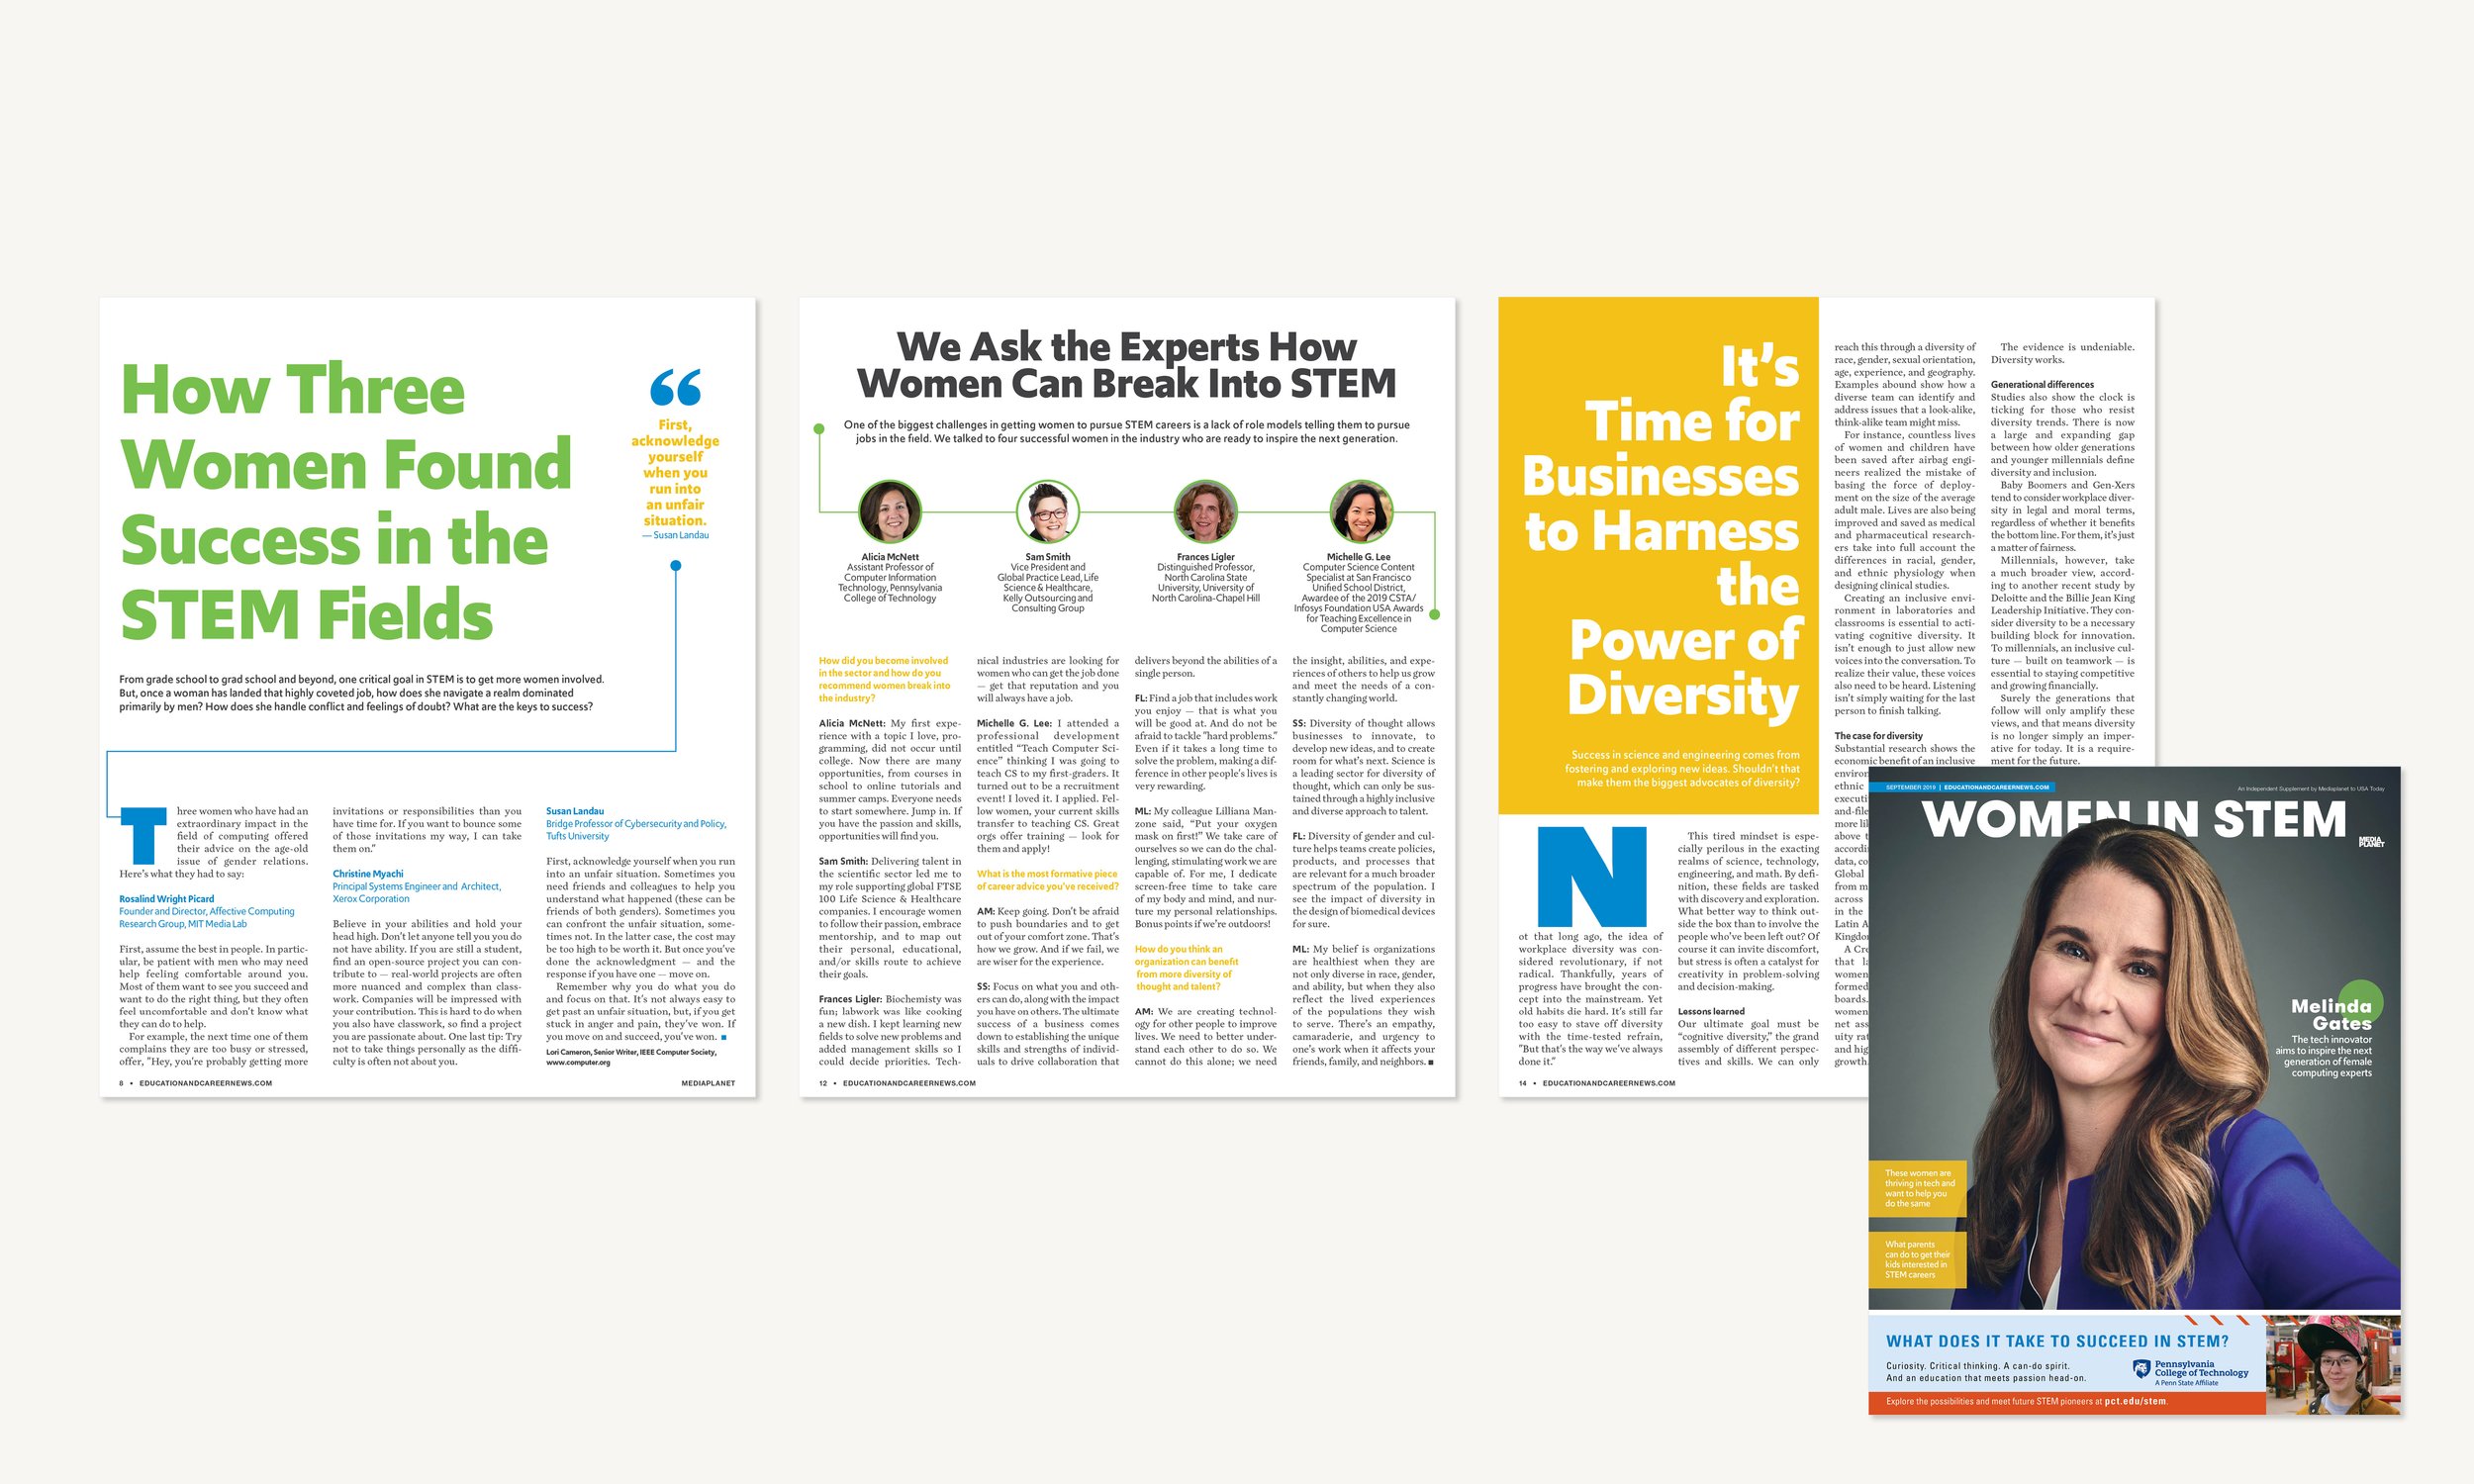 How Three
Women Found
Success in the
STEM Fields
First,
acknowledge
yourself
when you
run into
an unfair
situation.
— Susan Landau
From grade school to grad school and beyond, one critical goal in STEM is to get more women involved.
But, once a woman has landed that highly coveted job, how does she navigate a realm dominated
primarily by men? How does she handle conflict and feelings of doubt? What are the keys to success?
Three women who have had an
extraordinary impact in the
field of computing offered
their advice on the age-old
issue of gender relations.
Here's what they had to say:
Rosalind Wright Picard
Founder and Director, Affective Computing
Research Group, MIT Media Lab
First, assume the best in people. In partic-
ular, be patient with men who may need
help feeling comfortable around you.
Most of them want to see you succeed and
want to do the right thing, but they often
feel uncomfortable and don't know what
they can do to help.
For example, the next time one of them
complains they are too busy or stressed,
offer, "Hey, you're probably getting more
invitations or responsibilities than you
have time for. If you want to bounce some
of those invitations my way, I can take
them on."
Christine Myachi
Principal Systems Engineer and Architect,
Xerox Corporation
Believe in your abilities and hold your
head high. Don't let anyone tell you you do
not have ability. If you are still a student,
find an open-source project you can con-
tribute to — real-world projects are often
more nuanced and complex than class-
work. Companies will be impressed with
your contribution. This is hard to do when
you also have classwork, so find a project
you are passionate about. One last tip: Try
not to take things personally as the diffi-
culty is often not about you.
Susan Landau
Bridge Professor of Cybersecurity and Policy,
Tufts University
First, acknowledge yourself when you run
into an unfair situation. Sometimes you
need friends and colleagues to help you
understand what happened (these can be
friends of both genders). Sometimes you
can confront the unfair situation, some-
times not. In the latter case, the cost may
be too high to be worth it. But once you've
done the acknowledgment — and the
response if you have one — move on.
Remember why you do what you do
and focus on that. It's not always easy to
get past an unfair situation, but, if you get
stuck in anger and pain, they've won. If
you move on and succeed, you've won.
Lori Cameron, Senior Writer, IEEE Computer Society,
www.computer.org
8 • EDUCATIONANDCAREERNEWS.COM
MEDIAPLANET
We Ask the Experts How
Women Can Break Into STEM
One of the biggest challenges in getting women to pursue STEM careers is a lack of role models telling them to pursue
jobs in the field. We talked to four successful women in the industry who are ready to inspire the next generation.
Alicia McNett
Assistant Professor of
Computer Information
Technology, Pennsylvania
College of Technology
Sam Smith
Vice President and
Global Practice Lead, Life
Science & Healthcare,
Kelly Outsourcing and
Consulting Group
Frances Ligler
Distinguished Professor,
North Carolina State
University, University of
North Carolina-Chapel Hill
Michelle G. Lee
Computer Science Content
Specialist at San Francisco
Unified School District,
Awardee of the 2019 CSTA/
Infosys Foundation USA Awards
for Teaching Excellence in
Computer Science
How did you become involved
in the sector and how do you
recommend women break into
the industry?
Alicia McNett: My first expe-
rience with a topic I love, pro-
gramming, did not occur until
college. Now there are many
opportunities, from courses in
school to online tutorials and
summer camps. Everyone needs
to start somewhere. Jump in. If
you have the passion and skills,
opportunities will find you.
Sam Smith: Delivering talent in
the scientific sector led me to
my role supporting global FTSE
100 Life Science & Healthcare
companies. I encourage women
to follow their passion, embrace
mentorship, and to map out
their personal, educational,
and/or skills route to achieve
their goals.
Frances Ligler: Biochemisty was
fun; labwork was like cooking
a new dish. I kept learning new
fields to solve new problems and
added management skills so I
could decide priorities. Tech-
nical industries are looking for
women who can get the job done
— get that reputation and you
will always have a job.
Michelle G. Lee: I attended a
professional development
entitled "Teach Computer Sci-
ence" thinking I was going to
teach CS to my first-graders. It
turned out to be a recruitment
event! I loved it. I applied. Fel-
low women, your current skills
transfer to teaching CS. Great
orgs offer training — look for
them and apply!
What is the most formative piece
of career advice you've received?
AM: Keep going. Don't be afraid
to push boundaries and to get
out of your comfort zone. That's
how we grow. And if we fail, we
are wiser for the experience.
SS: Focus on what you and oth-
ers can do, along with the impact
you have on others. The ultimate
success of a business comes
down to establishing the unique
skills and strengths of individ-
uals to drive collaboration that
delivers beyond the abilities of a
single person.
FL: Find a job that includes work
you enjoy — that is what you
will be good at. And do not be
afraid to tackle "hard problems."
Even if it takes a long time to
solve the problem, making a dif-
ference in other people's lives is
very rewarding.
ML: My colleague Lilliana Man-
zone said, "Put your oxygen
mask on first!" We take care of
ourselves so we can do the chal-
lenging, stimulating work we are
capable of. For me, I dedicate
screen-free time to take care
of my body and mind, and nur-
ture my personal relationships.
Bonus points if we're outdoors!
How do you think an
organization can benefit
from more diversity of
thought and talent?
AM: We are creating technol-
ogy for other people to improve
lives. We need to better under-
stand each other to do so. We
cannot do this alone; we need
the insight, abilities, and expe-
riences of others to help us grow
and meet the needs of a con-
stantly changing world.
SS: Diversity of thought allows
businesses to innovate, to
develop new ideas, and to create
room for what's next. Science is
a leading sector for diversity of
thought, which can only be sus-
tained through a highly inclusive
and diverse approach to talent.
FL: Diversity of gender and cul-
ture helps teams create policies,
products, and processes that
are relevant for a much broader
spectrum of the population. I
see the impact of diversity in
the design of biomedical devices
for sure.
ML: My belief is organizations
are healthiest when they are
not only diverse in race, gender,
and ability, but when they also
reflect the lived experiences
of the populations they wish
to serve. There's an empathy,
camaraderie, and urgency to
one's work when it affects your
friends, family, and neighbors.
12 • EDUCATIONANDCAREERNEWS.COM
It's
Time for
Businesses
to Harness
the
Power of
Diversity
Success in science and engineering comes from
fostering and exploring new ideas. Shouldn't that
make them the biggest advocates of diversity?
Not that long ago, the idea of
workplace diversity was con-
sidered revolutionary, if not
radical. Thankfully, years of
progress have brought the con-
cept into the mainstream. Yet
old habits die hard. It's still far
too easy to stave off diversity
with the time-tested refrain,
"But that's the way we've always
done it."
This tired mindset is espe-
cially perilous in the exacting
realms of science, technology,
engineering, and math. By defi-
nition, these fields are tasked
with discovery and exploration.
What better way to think out-
side the box than to involve the
people who've been left out? Of
course it can invite discomfort,
but stress is often a catalyst for
creativity in problem-solving
and decision-making.
Lessons learned
Our ultimate goal must be
"cognitive diversity," the grand
assembly of different perspec-
tives and skills. We can only
reach this through a diversity of
race, gender, sexual orientation,
age, experience, and geography.
Examples abound show how a
diverse team can identify and
address issues that a look-alike,
think-alike team might miss.
For instance, countless lives
of women and children have
been saved after airbag engi-
neers realized the mistake of
basing the force of deploy-
ment on the size of the average
adult male. Lives are also being
improved and saved as medical
and pharmaceutical research-
ers take into full account the
differences in racial, gender,
and ethnic physiology when
designing clinical studies.
Creating an inclusive envi-
ronment in laboratories and
classrooms is essential to acti-
vating cognitive diversity. It
isn't enough to just allow new
voices into the conversation. To
realize their value, these voices
also need to be heard. Listening
isn't simply waiting for the last
person to finish talking.
The case for diversity
Substantial research shows the
economic benefit of an inclusive
environ
ethnic
executi
and-file
more li
above t
accordi
data, co
Global
from m
across
in the
Latin A
Kingdo
A Cre
that la
women
formed
boards.
women
net ass
uity rat
and hig
growth.
The evidence is undeniable.
Diversity works.
Generational differences
Studies also show the clock is
ticking for those who resist
diversity trends. There is now
a large and expanding gap
between how older generations
and younger millennials define
diversity and inclusion.
Baby Boomers and Gen-Xers
tend to consider workplace diver-
sity in legal and moral terms,
regardless of whether it benefits
the bottom line. For them, it's just
a matter of fairness.
Millennials, however, take
a much broader view, accord-
ing to another recent study by
Deloitte and the Billie Jean King
Leadership Initiative. They con-
sider diversity to be a necessary
building block for innovation.
To millennials, an inclusive cul-
ture — built on teamwork — is
essential to staying competitive
and growing financially.
Surely the generations that
follow will only amplify these
views, and that means diversity
is no longer simply an imper-
ative for today. It is a require-
ment for the future.
14 • EDUCATIONANDCAREERNEWS.COM
SEPTEMBER 2019 | EDUCATIONANDCAREERNEWS.COM
An Independent Supplement by Mediaplanet to USA Today
WOMEN IN STEM
MEDIA
PLANET
Melinda
Gates
The tech innovator
aims to inspire the next
generation of female
computing experts
These women are
thriving in tech and
want to help you
do the same
What parents
can do to get their
kids interested in
STEM careers
WHAT DOES IT TAKE TO SUCCEED IN STEM?
Curiosity. Critical thinking. A can-do spirit.
And an education that meets passion head-on.
Pennsylvania
College of Technology
A Penn State Affiliate
Explore the possibilities and meet future STEM pioneers at pct.edu/stem.